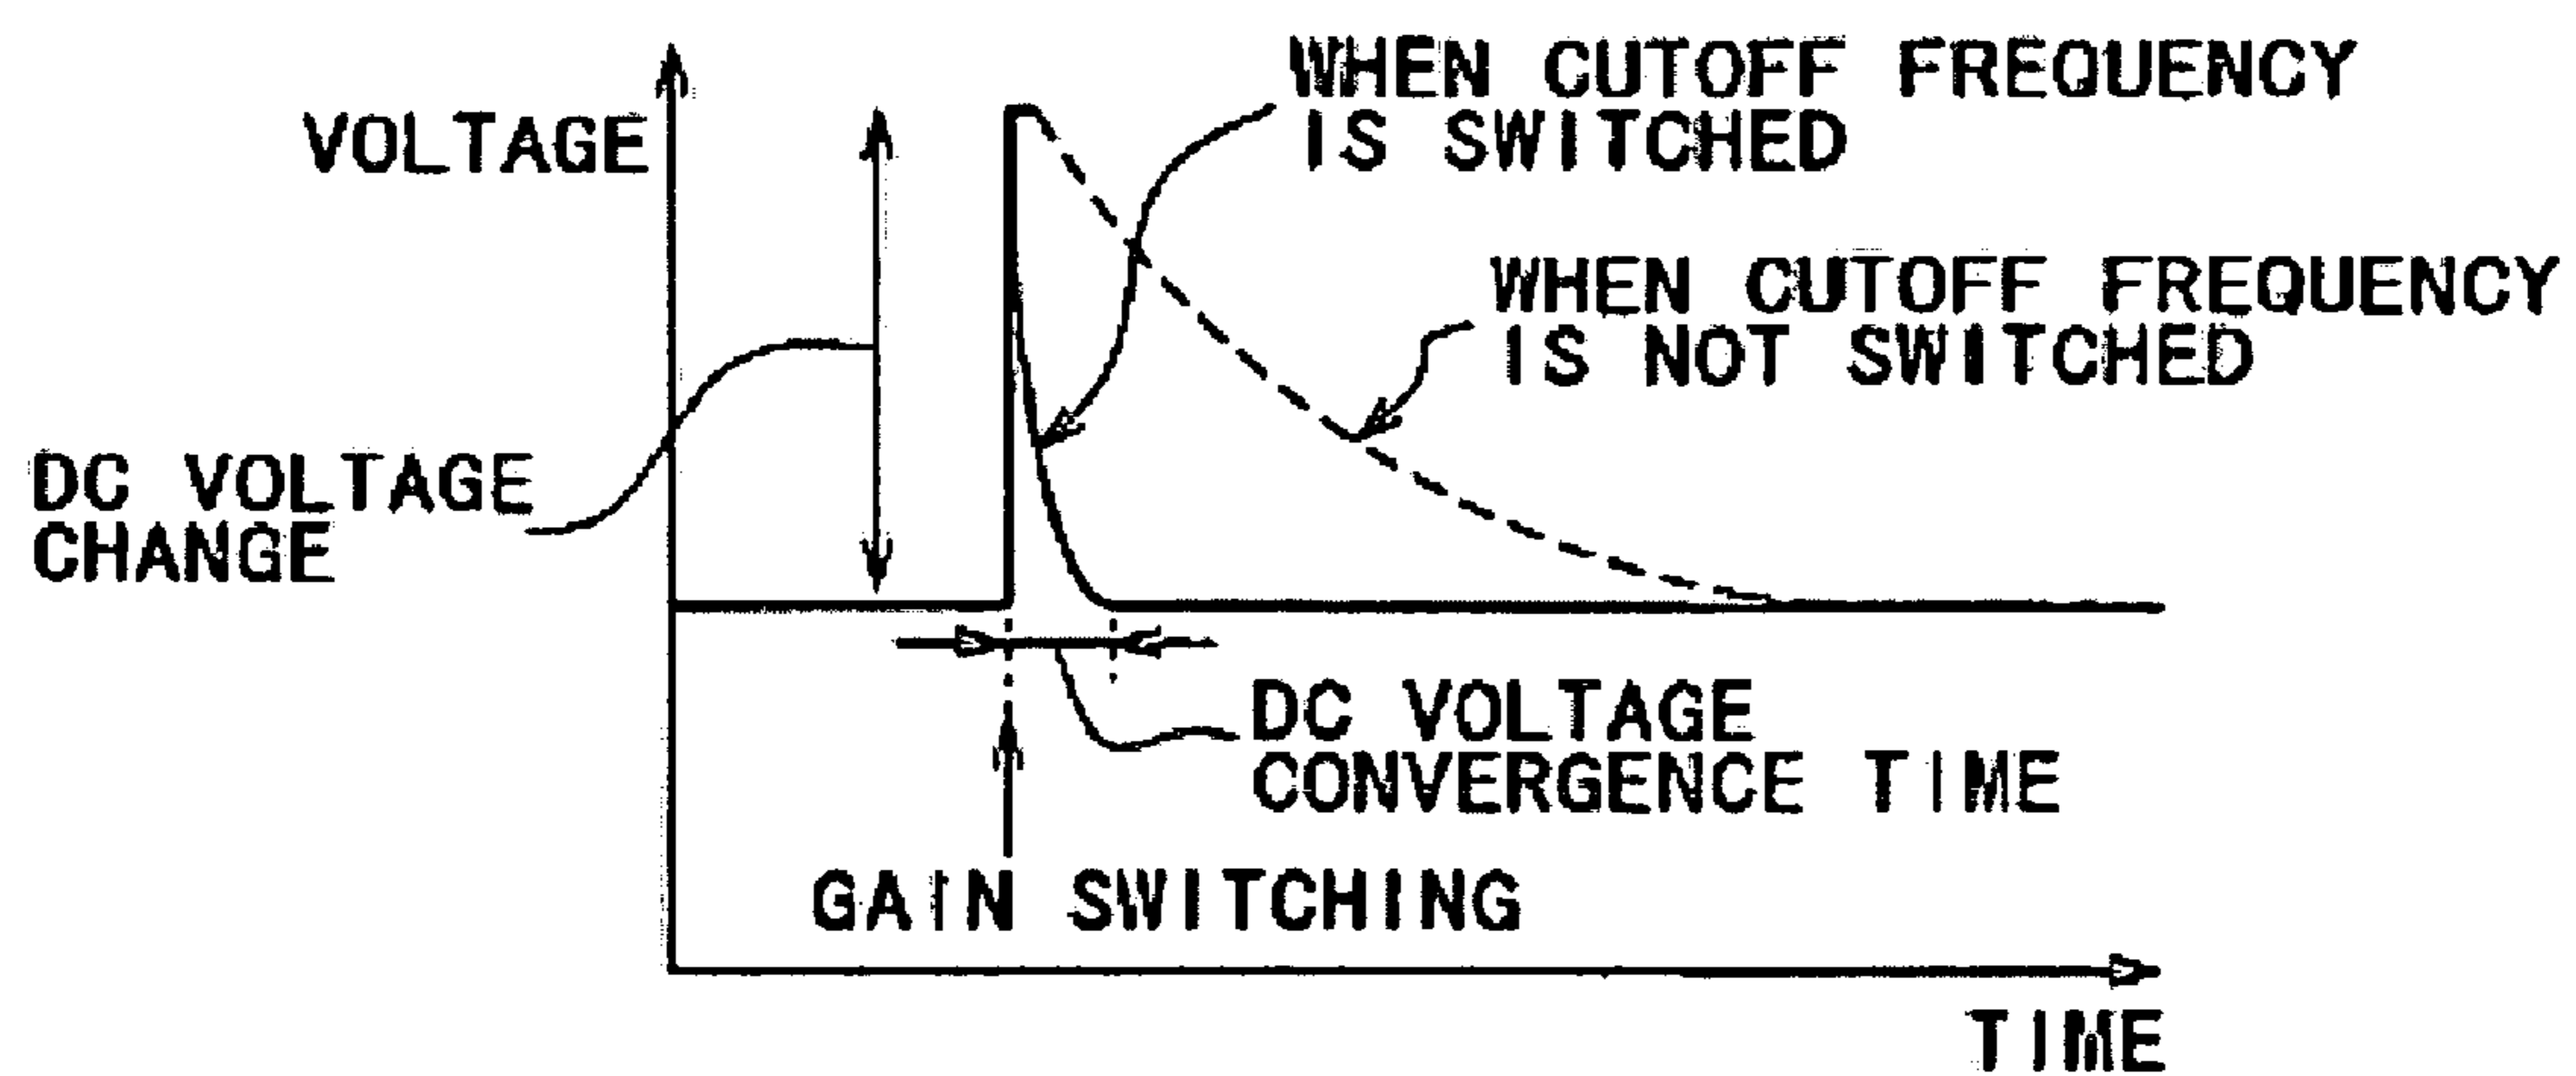 WHEN CUTOFF FREQUENCY
IS SWITCHED
VOLTAGE
WHEN CUTOFF FREQUENCY
IS NOT SWITCHED
DC VOLTAGE
CHANGE
DC VOLTAGE
CONVERGENCE TIME
GAIN SWITCHING
TIME